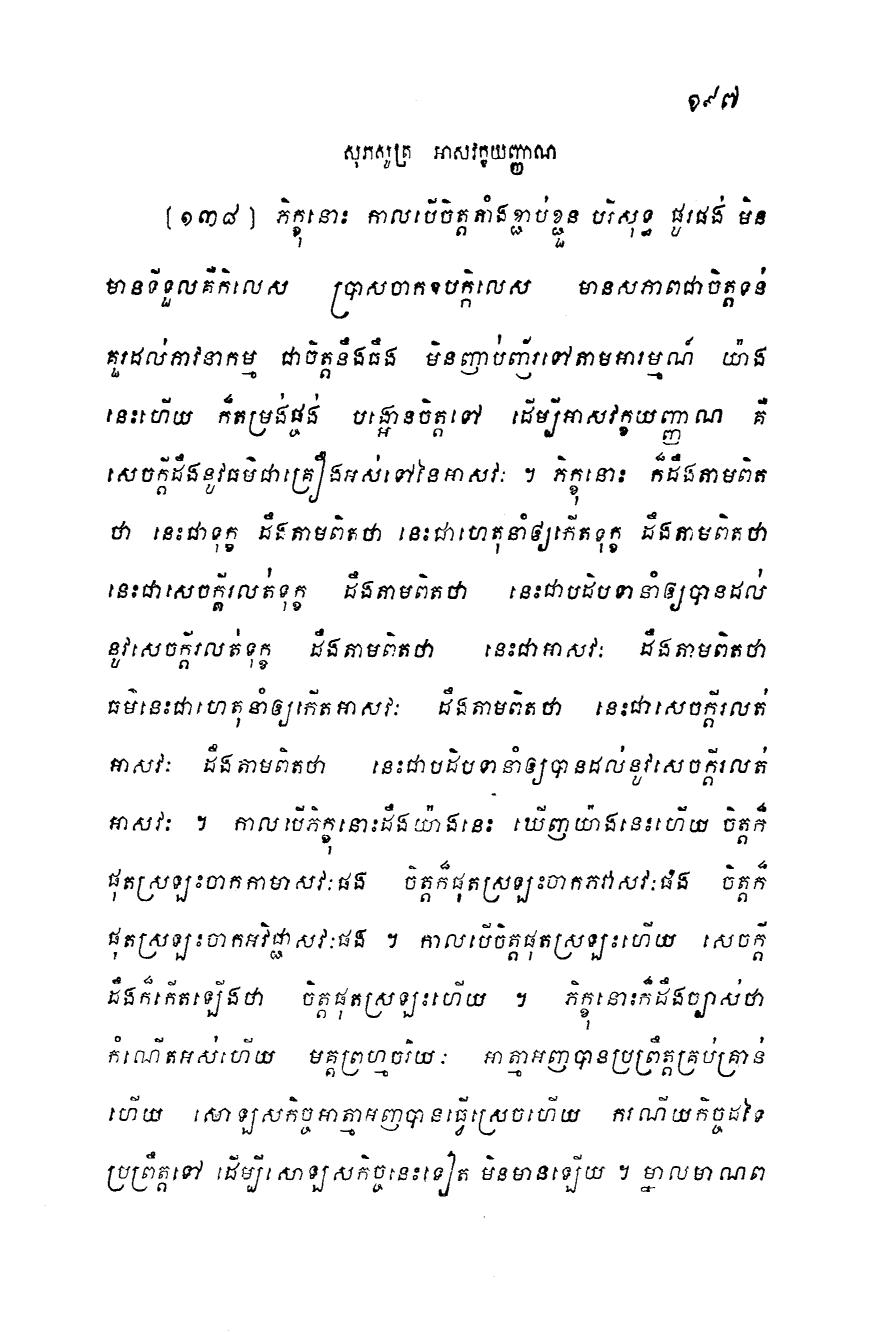 ១៩៧
សុភសូត្រ អាសវក្ខយញ្ញាណ
[១៣៨] ភិក្ខុនោះ កាលបើចិត្តតាំងខ្ជាប់ខ្ជួន បរិសុទ្ធ ផូរផង់ មិន
មានទីទួលគឺកិលេស ប្រាសចាកឧបក្កិលេស មានសភាពជាចិត្តទន់
គួរដល់ភាវនាកម្ម ជាចិត្តនឹងធឹង មិនញាប់ញ័រទៅតាមអារម្មណ៍ យ៉ាង
នេះហើយ ក៏តម្រង់ផ្ចង់ បង្អោនចិត្តទៅ ដើម្បីអាសវក្ខយញ្ញាណ គឺ
សេចក្ដីដឹងនូវធម៌ជាគ្រឿងអស់ទៅនៃអាសវៈ ។ ភិក្ខុនោះ ក៏ដឹងតាមពិត
ថា នេះជាទុក្ខ ដឹងតាមពិតថា នេះជាហេតុនាំឲ្យកើតទុក្ខ ដឹងតាមពិតថា
នេះជាសេចក្ដីរលត់ទុក្ខ ដឹងតាមពិតថា នេះជាបដិបទានាំឲ្យបានដល់
នូវសេចក្ដីរលត់ទុក្ខ ដឹងតាមពិតថា នេះជាអាសវៈ ដឹងតាមពិតថា
ធម៌នេះជាហេតុនាំឲ្យកើតអាសវៈ ដឹងតាមពិតថា នេះជាសេចក្ដីរលត់
អាសវៈ ដឹងតាមពិតថា នេះជាបដិបទានាំឲ្យបានដល់នូវសេចក្ដីរលត់
អាសវៈ ។ កាលបើភិក្ខុនោះដឹងយ៉ាងនេះ ឃើញយ៉ាងនេះហើយ ចិត្តក៏
ផុតស្រឡះចាកកាមាសវៈផង ចិត្តក៏ផុតស្រឡះចាកភវាសវៈផង ចិត្តក៏
ផុតស្រឡះចាកអវិជ្ជាសវៈផង ។ កាលបើចិត្តផុតស្រឡះហើយ សេចក្ដី
ដឹងក៏កើតឡើងថា ចិត្តផុតស្រឡះហើយ ។ ភិក្ខុនោះក៏ដឹងច្បាស់ថា
កំណើតអស់ហើយ មគ្គព្រហ្មចរិយៈ អាត្មាអញបានប្រព្រឹត្តគ្រប់គ្រាន់
ហើយ សោឡសកិច្ចអាត្មាអញបានធ្វើស្រេចហើយ ករណីយកិច្ចដទៃ
ប្រព្រឹត្តទៅ ដើម្បីសោឡសកិច្ចនេះទៀត មិនមានឡើយ ។ ម្នាលមាណព